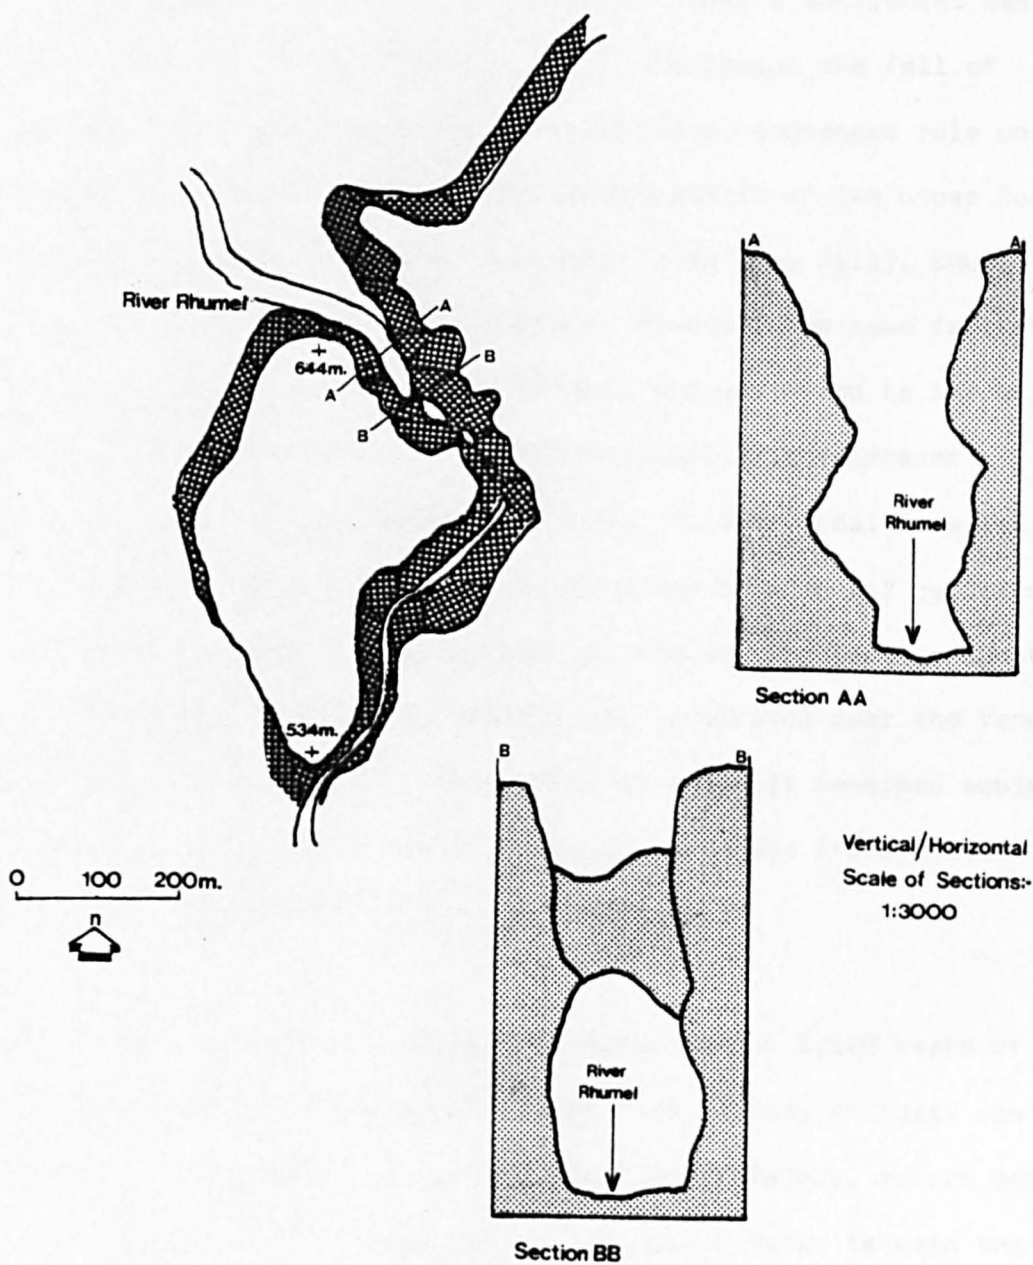 River Rhumel
A
B
644m.
A
B
534m.
0 100 200m.
n
A A
River
Rhumel
Section AA
B B
River
Rhumel
Section BB
Vertical/Horizontal
Scale of Sections:-
1:3000